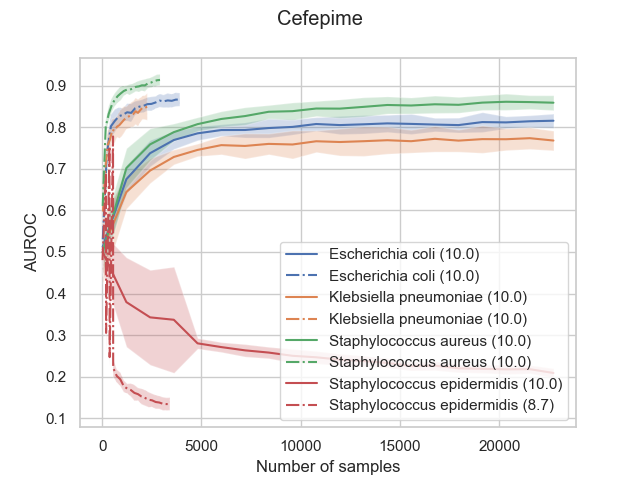 Cefepime
AUROC
0.9
0.8
0.7
0.6
0.5
0.4
0.3
0.2
0.1
Escherichia coli (10.0)
Escherichia coli (10.0)
Klebsiella pneumoniae (10.0)
Klebsiella pneumoniae (10.0)
Staphylococcus aureus (10.0)
Staphylococcus aureus (10.0)
Staphylococcus epidermidis (10.0)
Staphylococcus epidermidis (8.7)
0 5000 10000 15000 20000
Number of samples